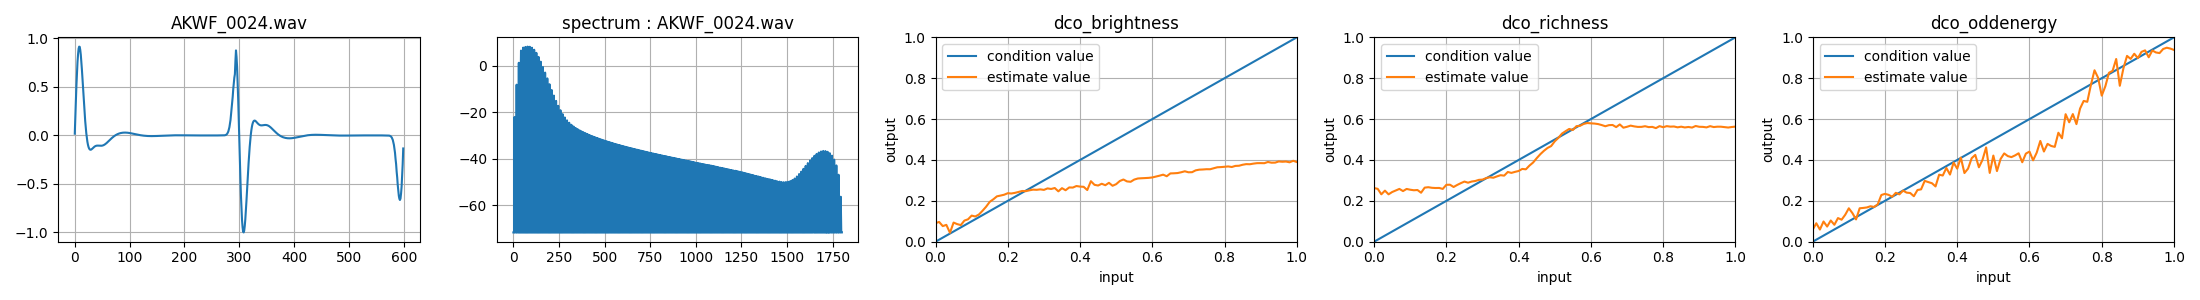 AKWF_0024.wav
1.0
0.5
0.0
−0.5
−1.0
0 100 200 300 400 500 600
spectrum : AKWF_0024.wav
0
−20
−40
−60
0 250 500 750 1000 1250 1500 1750
dco_brightness
condition value
estimate value
output
1.0
0.8
0.6
0.4
0.2
0.0
0.0 0.2 0.4 0.6 0.8 1.0
input
dco_richness
condition value
estimate value
output
1.0
0.8
0.6
0.4
0.2
0.0
0.0 0.2 0.4 0.6 0.8 1.0
input
dco_oddenergy
condition value
estimate value
output
1.0
0.8
0.6
0.4
0.2
0.0
0.0 0.2 0.4 0.6 0.8 1.0
input